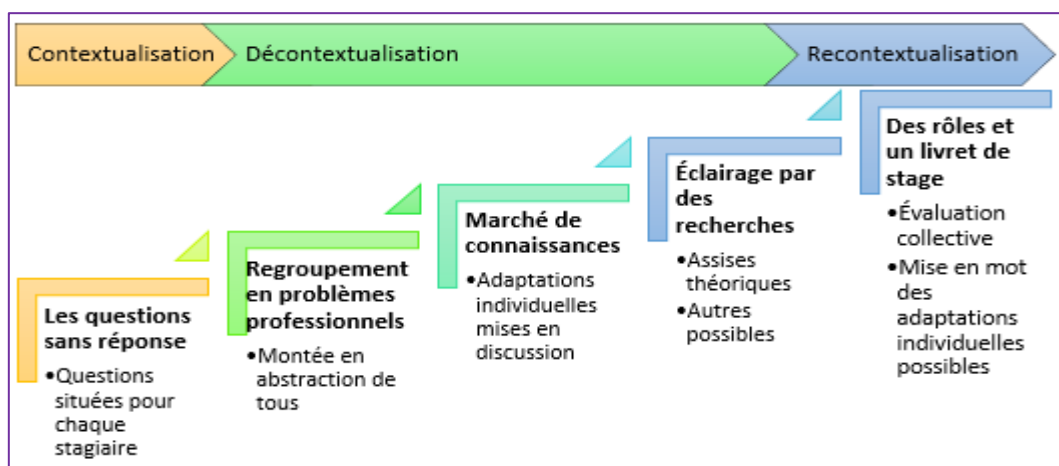 Contextualisation
Décontextualisation
Recontextualisation
Les questions
sans réponse
•Questions
situées pour
chaque
stagiaire
Regroupement
en problèmes
professionnels
•Montée en
abstraction de
tous
Marché de
connaissances
•Adaptations
individuelles
mises en
discussion
Éclairage par
des
recherches
•Assises
théoriques
•Autres
possibles
Des rôles et
un livret de
stage
•Évaluation
collective
•Mise en mot
des
adaptations
individuelles
possibles